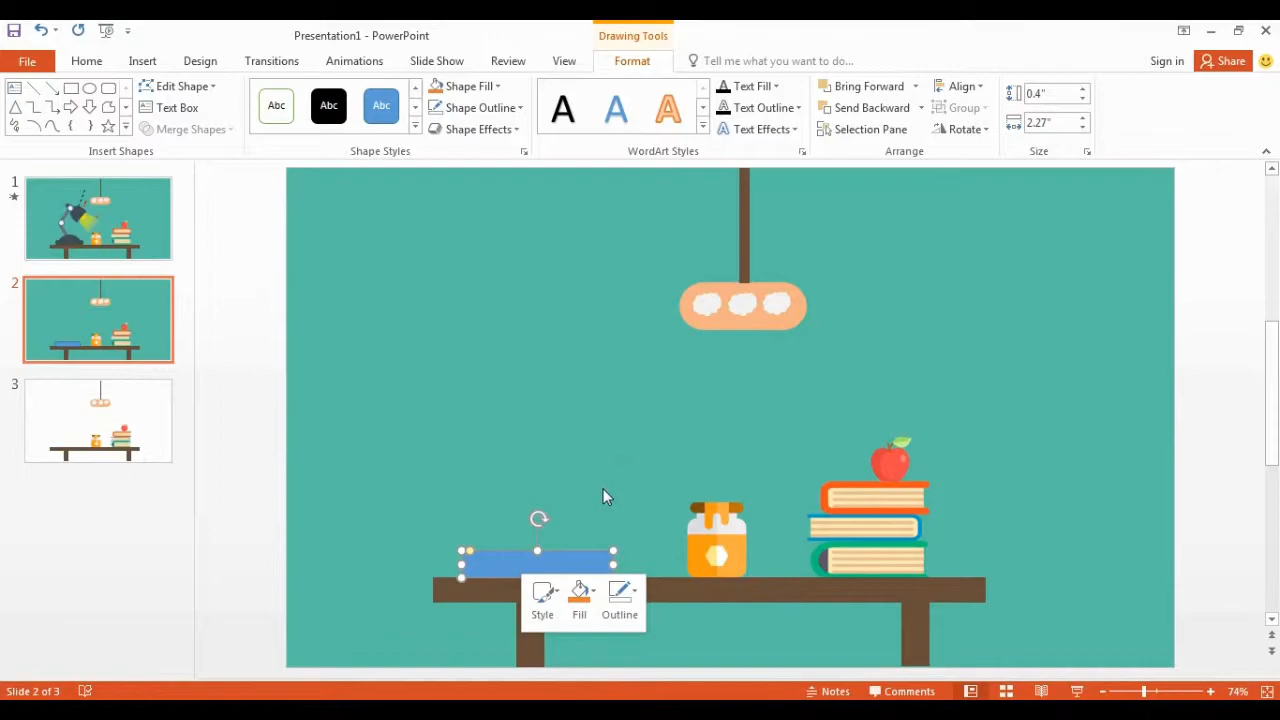 Presentation1 - PowerPoint
Drawing Tools
File
Home
Insert
Design
Transitions
Animations
Slide Show
Review
View
Format
Tell me what you want to do...
Sign in
Share
Edit Shape
Text Box
Merge Shapes
Insert Shapes
Abc
Abc
Abc
Shape Fill
Shape Outline
Shape Effects
Shape Styles
A
A
A
Text Fill
Text Outline
Text Effects
WordArt Styles
Bring Forward
Send Backward
Selection Pane
Align
Group
Rotate
Arrange
0.4"
2.27"
Size
1
2
3
Style
Fill
Outline
Slide 2 of 3
Notes
Comments
74%